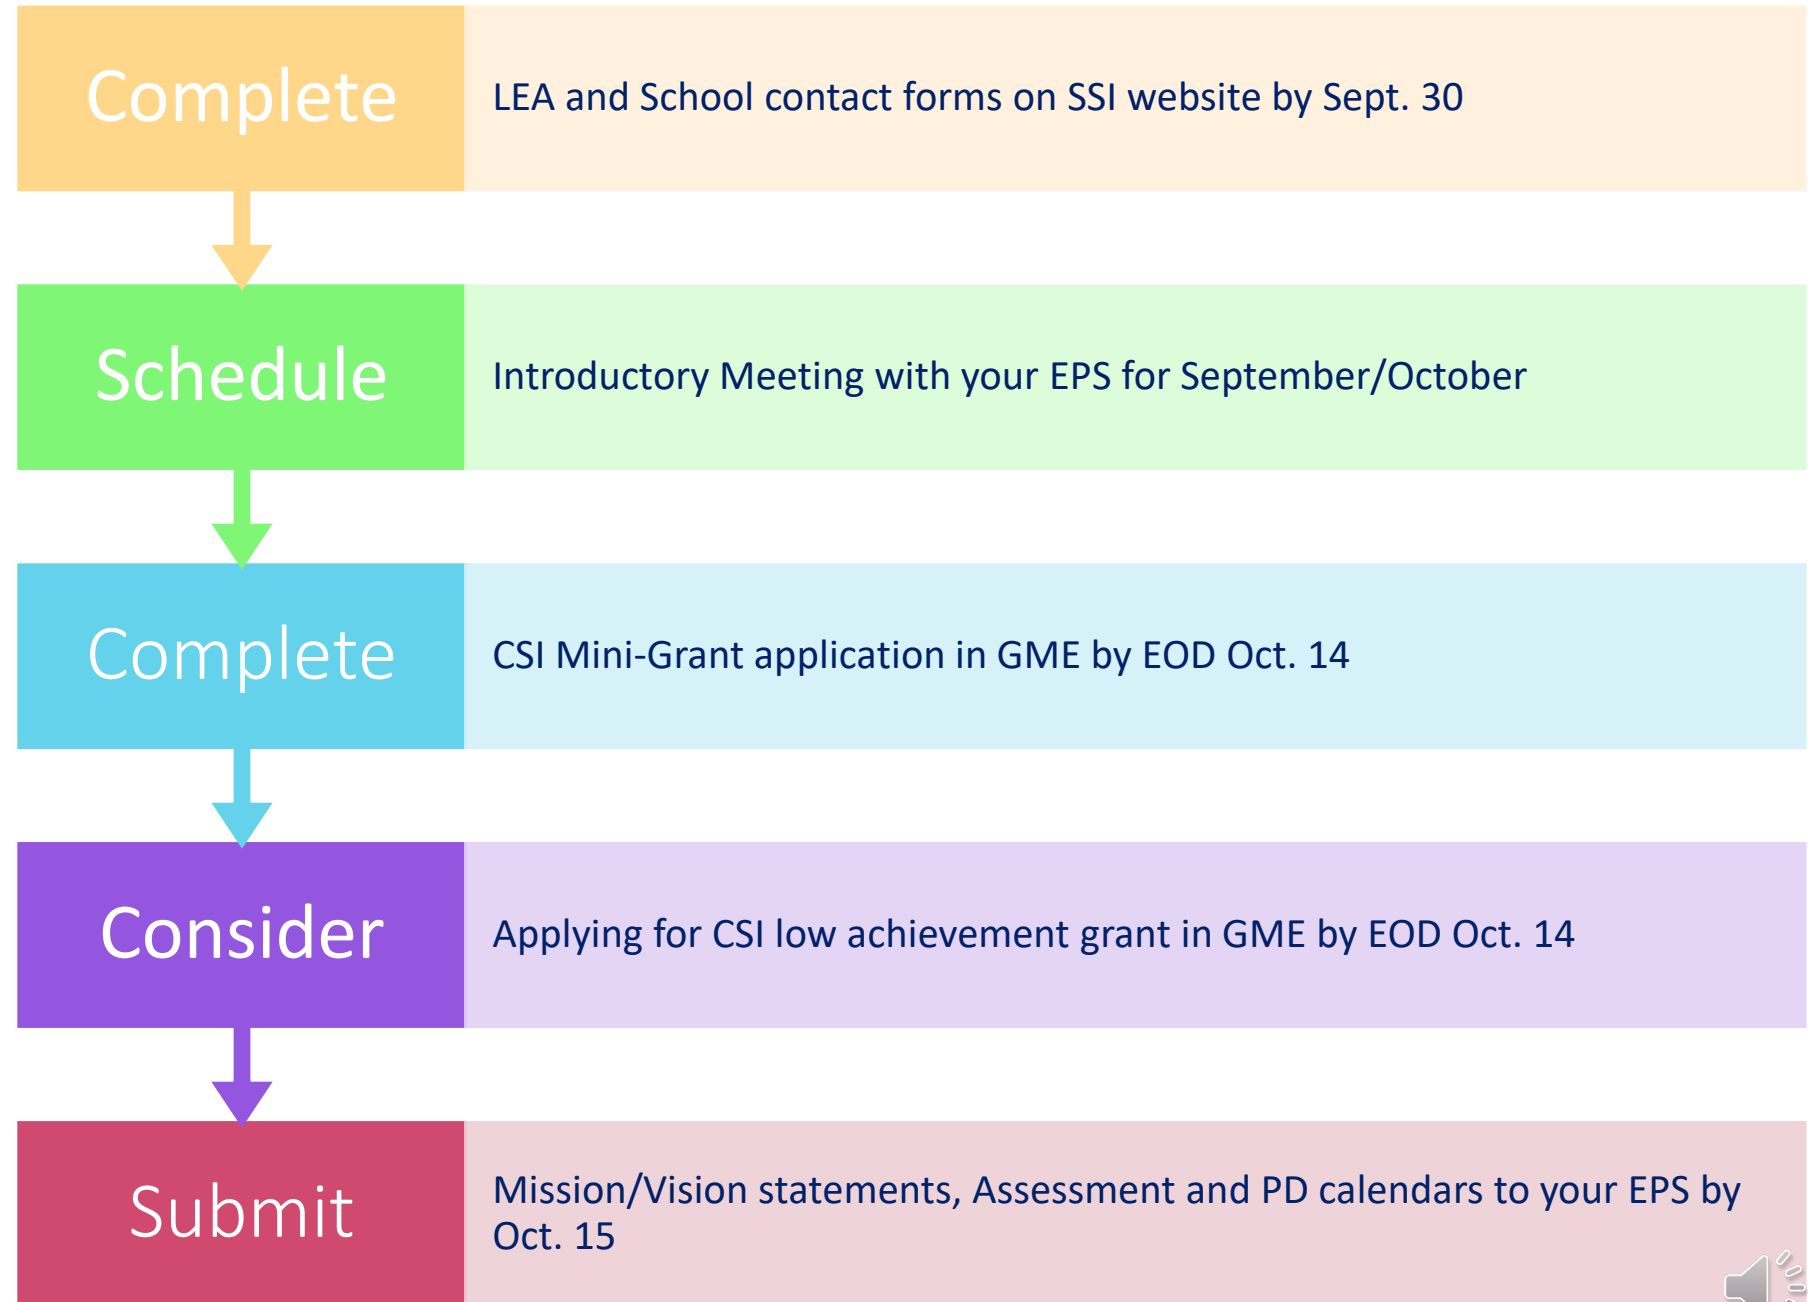 Complete
LEA and School contact forms on SSI website by Sept. 30
Schedule
Introductory Meeting with your EPS for September/October
Complete
CSI Mini-Grant application in GME by EOD Oct. 14
Consider
Applying for CSI low achievement grant in GME by EOD Oct. 14
Submit
Mission/Vision statements, Assessment and PD calendars to your EPS by
Oct. 15